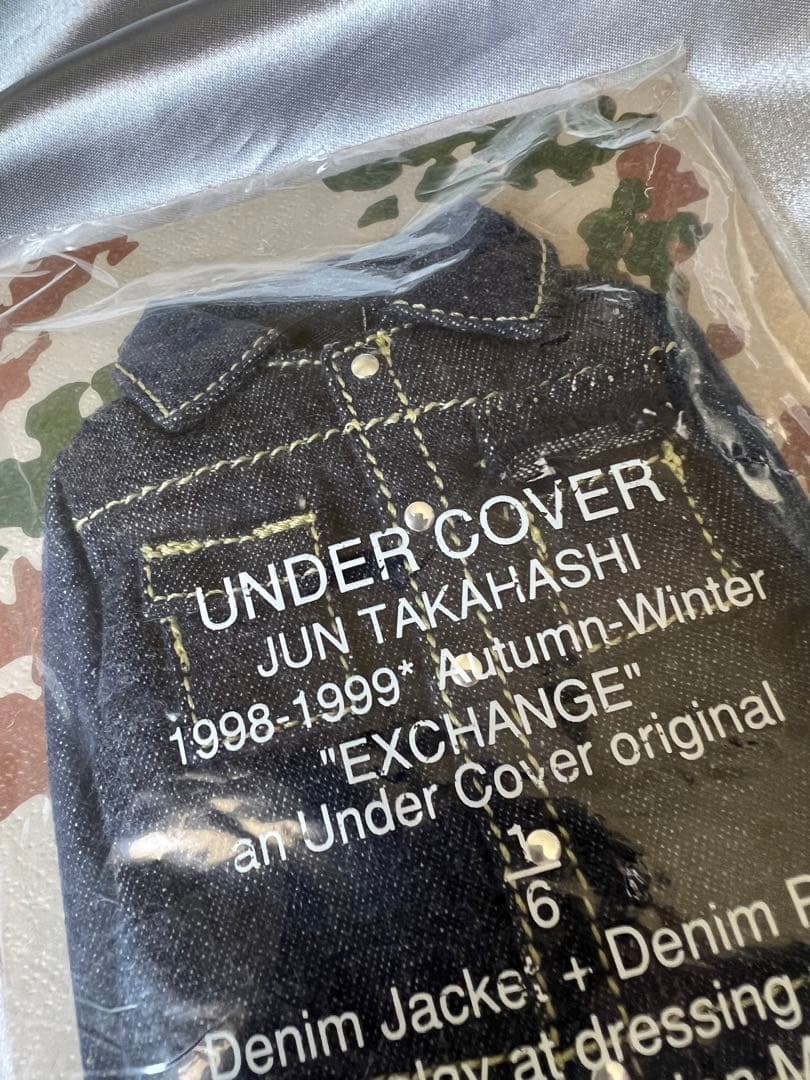 UNDER COVER
JUN TAKAHASHI
1998-1999* Autumn-Winter
"EXCHANGE"
an Under Cover original
1
6
Denim Jacket + Denim P
at dressing